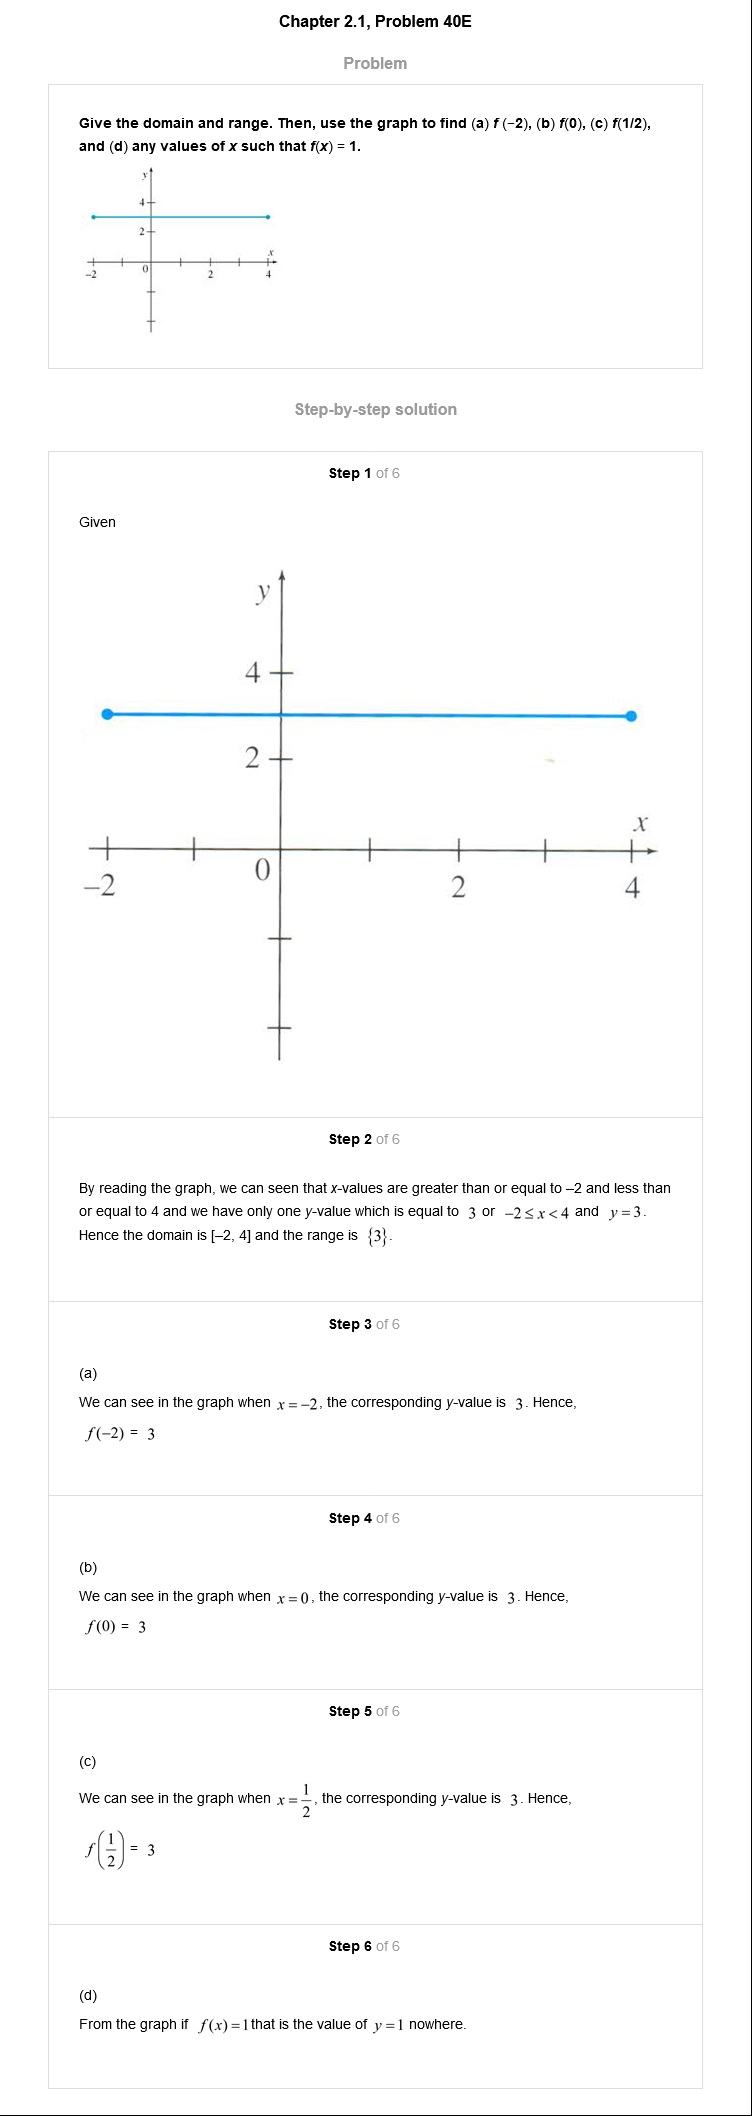 Chapter 2.1, Problem 40E
Problem
Give the domain and range. Then, use the graph to find (a) f (−2), (b) f(0), (c) f(1/2),
and (d) any values of x such that f(x) = 1.
y
4
2
x
−2
0
2
4
Step-by-step solution
Step 1 of 6
Given
y
4
2
x
0
−2
2
4
Step 2 of 6
By reading the graph, we can seen that x-values are greater than or equal to –2 and less than
or equal to 4 and we have only one y-value which is equal to 3 or −2 ≤ x < 4 and y = 3.
Hence the domain is [–2, 4] and the range is {3}.
Step 3 of 6
(a)
We can see in the graph when x = −2, the corresponding y-value is 3. Hence,
f(−2) = 3
Step 4 of 6
(b)
We can see in the graph when x = 0, the corresponding y-value is 3. Hence,
f(0) = 3
Step 5 of 6
(c)
We can see in the graph when x = 1/2, the corresponding y-value is 3. Hence,
f(1/2) = 3
Step 6 of 6
(d)
From the graph if f(x) = 1 that is the value of y = 1 nowhere.